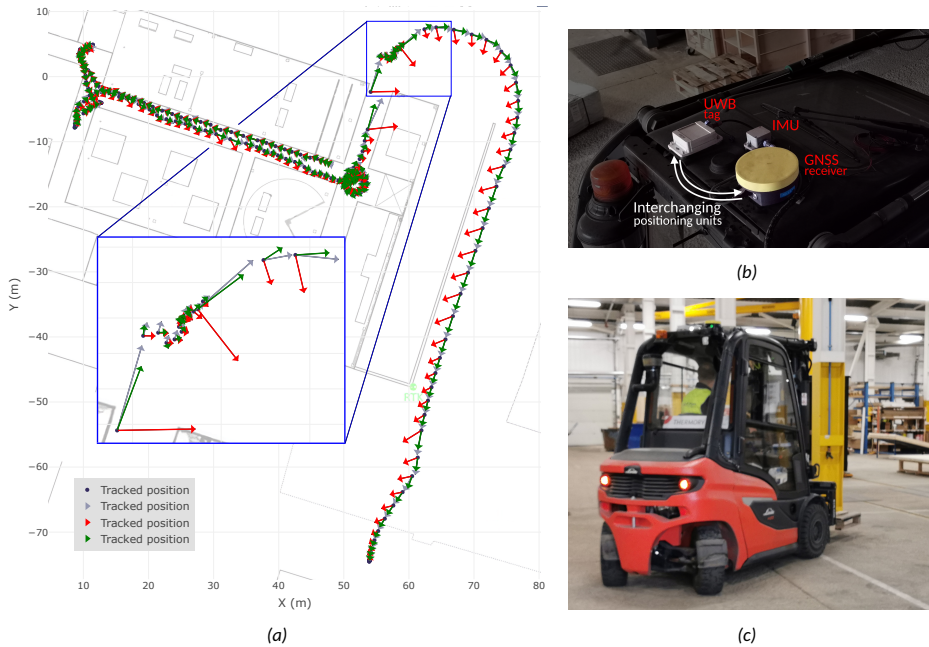 10
0
−10
−20
−30
−40
−50
−60
−70
Y (m)
RTK
Tracked position
Tracked position
Tracked position
Tracked position
10
20
30
40
50
60
70
80
X (m)
(a)
UWB
tag
IMU
GNSS
receiver
Interchanging
positioning units
(b)
(c)